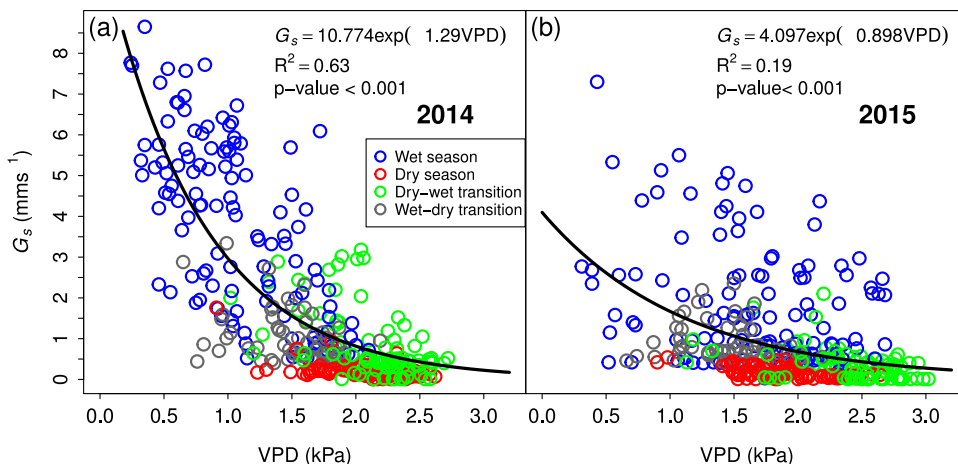 (a)
G_s = 10.774exp( 1.29VPD)
R² = 0.63
p-value < 0.001
2014
Wet season
Dry season
Dry-wet transition
Wet-dry transition
(b)
G_s = 4.097exp( 0.898VPD)
R² = 0.19
p-value < 0.001
2015
G_s (mms ¹)
8
7
6
5
4
3
2
1
0
0.0 0.5 1.0 1.5 2.0 2.5 3.0
0.0 0.5 1.0 1.5 2.0 2.5 3.0
VPD (kPa)
VPD (kPa)